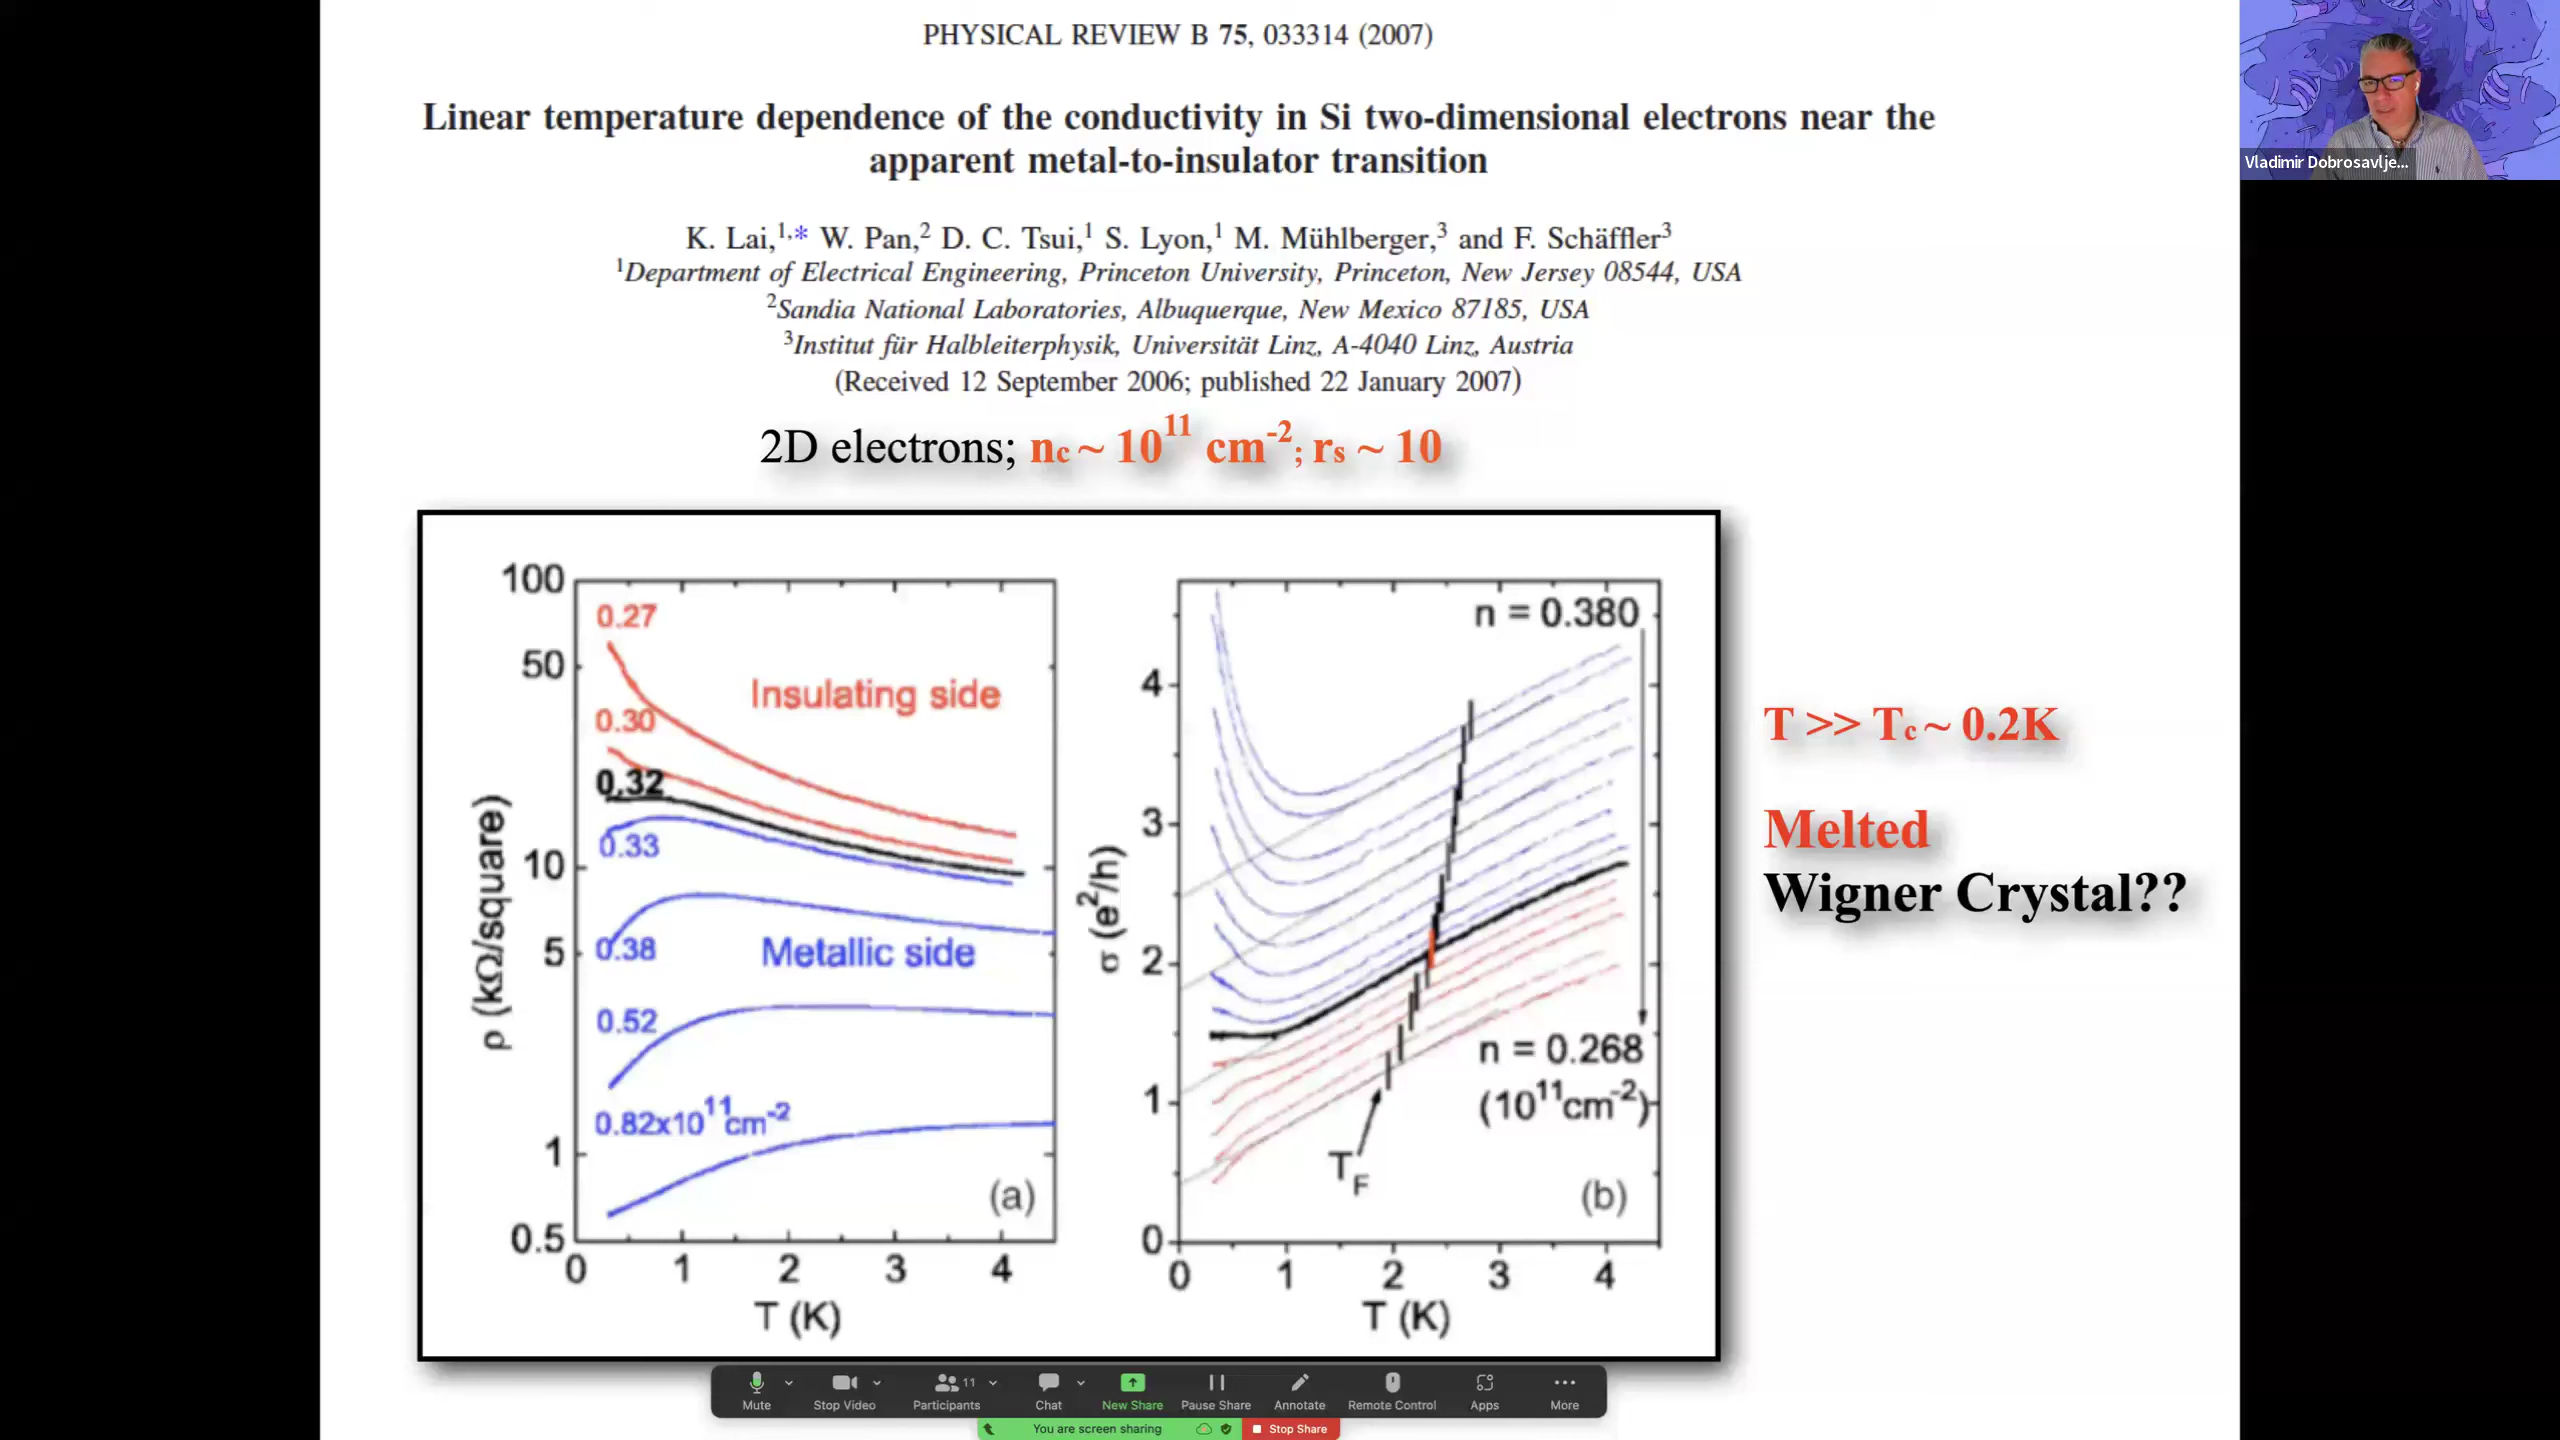 PHYSICAL REVIEW B 75, 033314 (2007)
Linear temperature dependence of the conductivity in Si two-dimensional electrons near the
apparent metal-to-insulator transition
K. Lai,1,* W. Pan,2 D. C. Tsui,1 S. Lyon,1 M. Mühlberger,3 and F. Schäffler3
1Department of Electrical Engineering, Princeton University, Princeton, New Jersey 08544, USA
2Sandia National Laboratories, Albuquerque, New Mexico 87185, USA
3Institut für Halbleiterphysik, Universität Linz, A-4040 Linz, Austria
(Received 12 September 2006; published 22 January 2007)
2D electrons; nc ~ 10^11 cm^-2; rs ~ 10
Vladimir Dobrosavlje...
100
50
10
5
1
0.5
ρ (kΩ/square)
0.27
Insulating side
0.30
0.32
0.33
0.38
Metallic side
0.52
0.82x10^11cm^-2
(a)
0 1 2 3 4
T (K)
4
3
2
1
0
σ (e^2/h)
n = 0.380
n = 0.268
(10^11cm^-2)
TF
(b)
0 1 2 3 4
T (K)
T >> Tc ~ 0.2K
Melted
Wigner Crystal??
11
Mute Stop Video Participants Chat New Share Pause Share Annotate Remote Control Apps More
You are screen sharing Stop Share